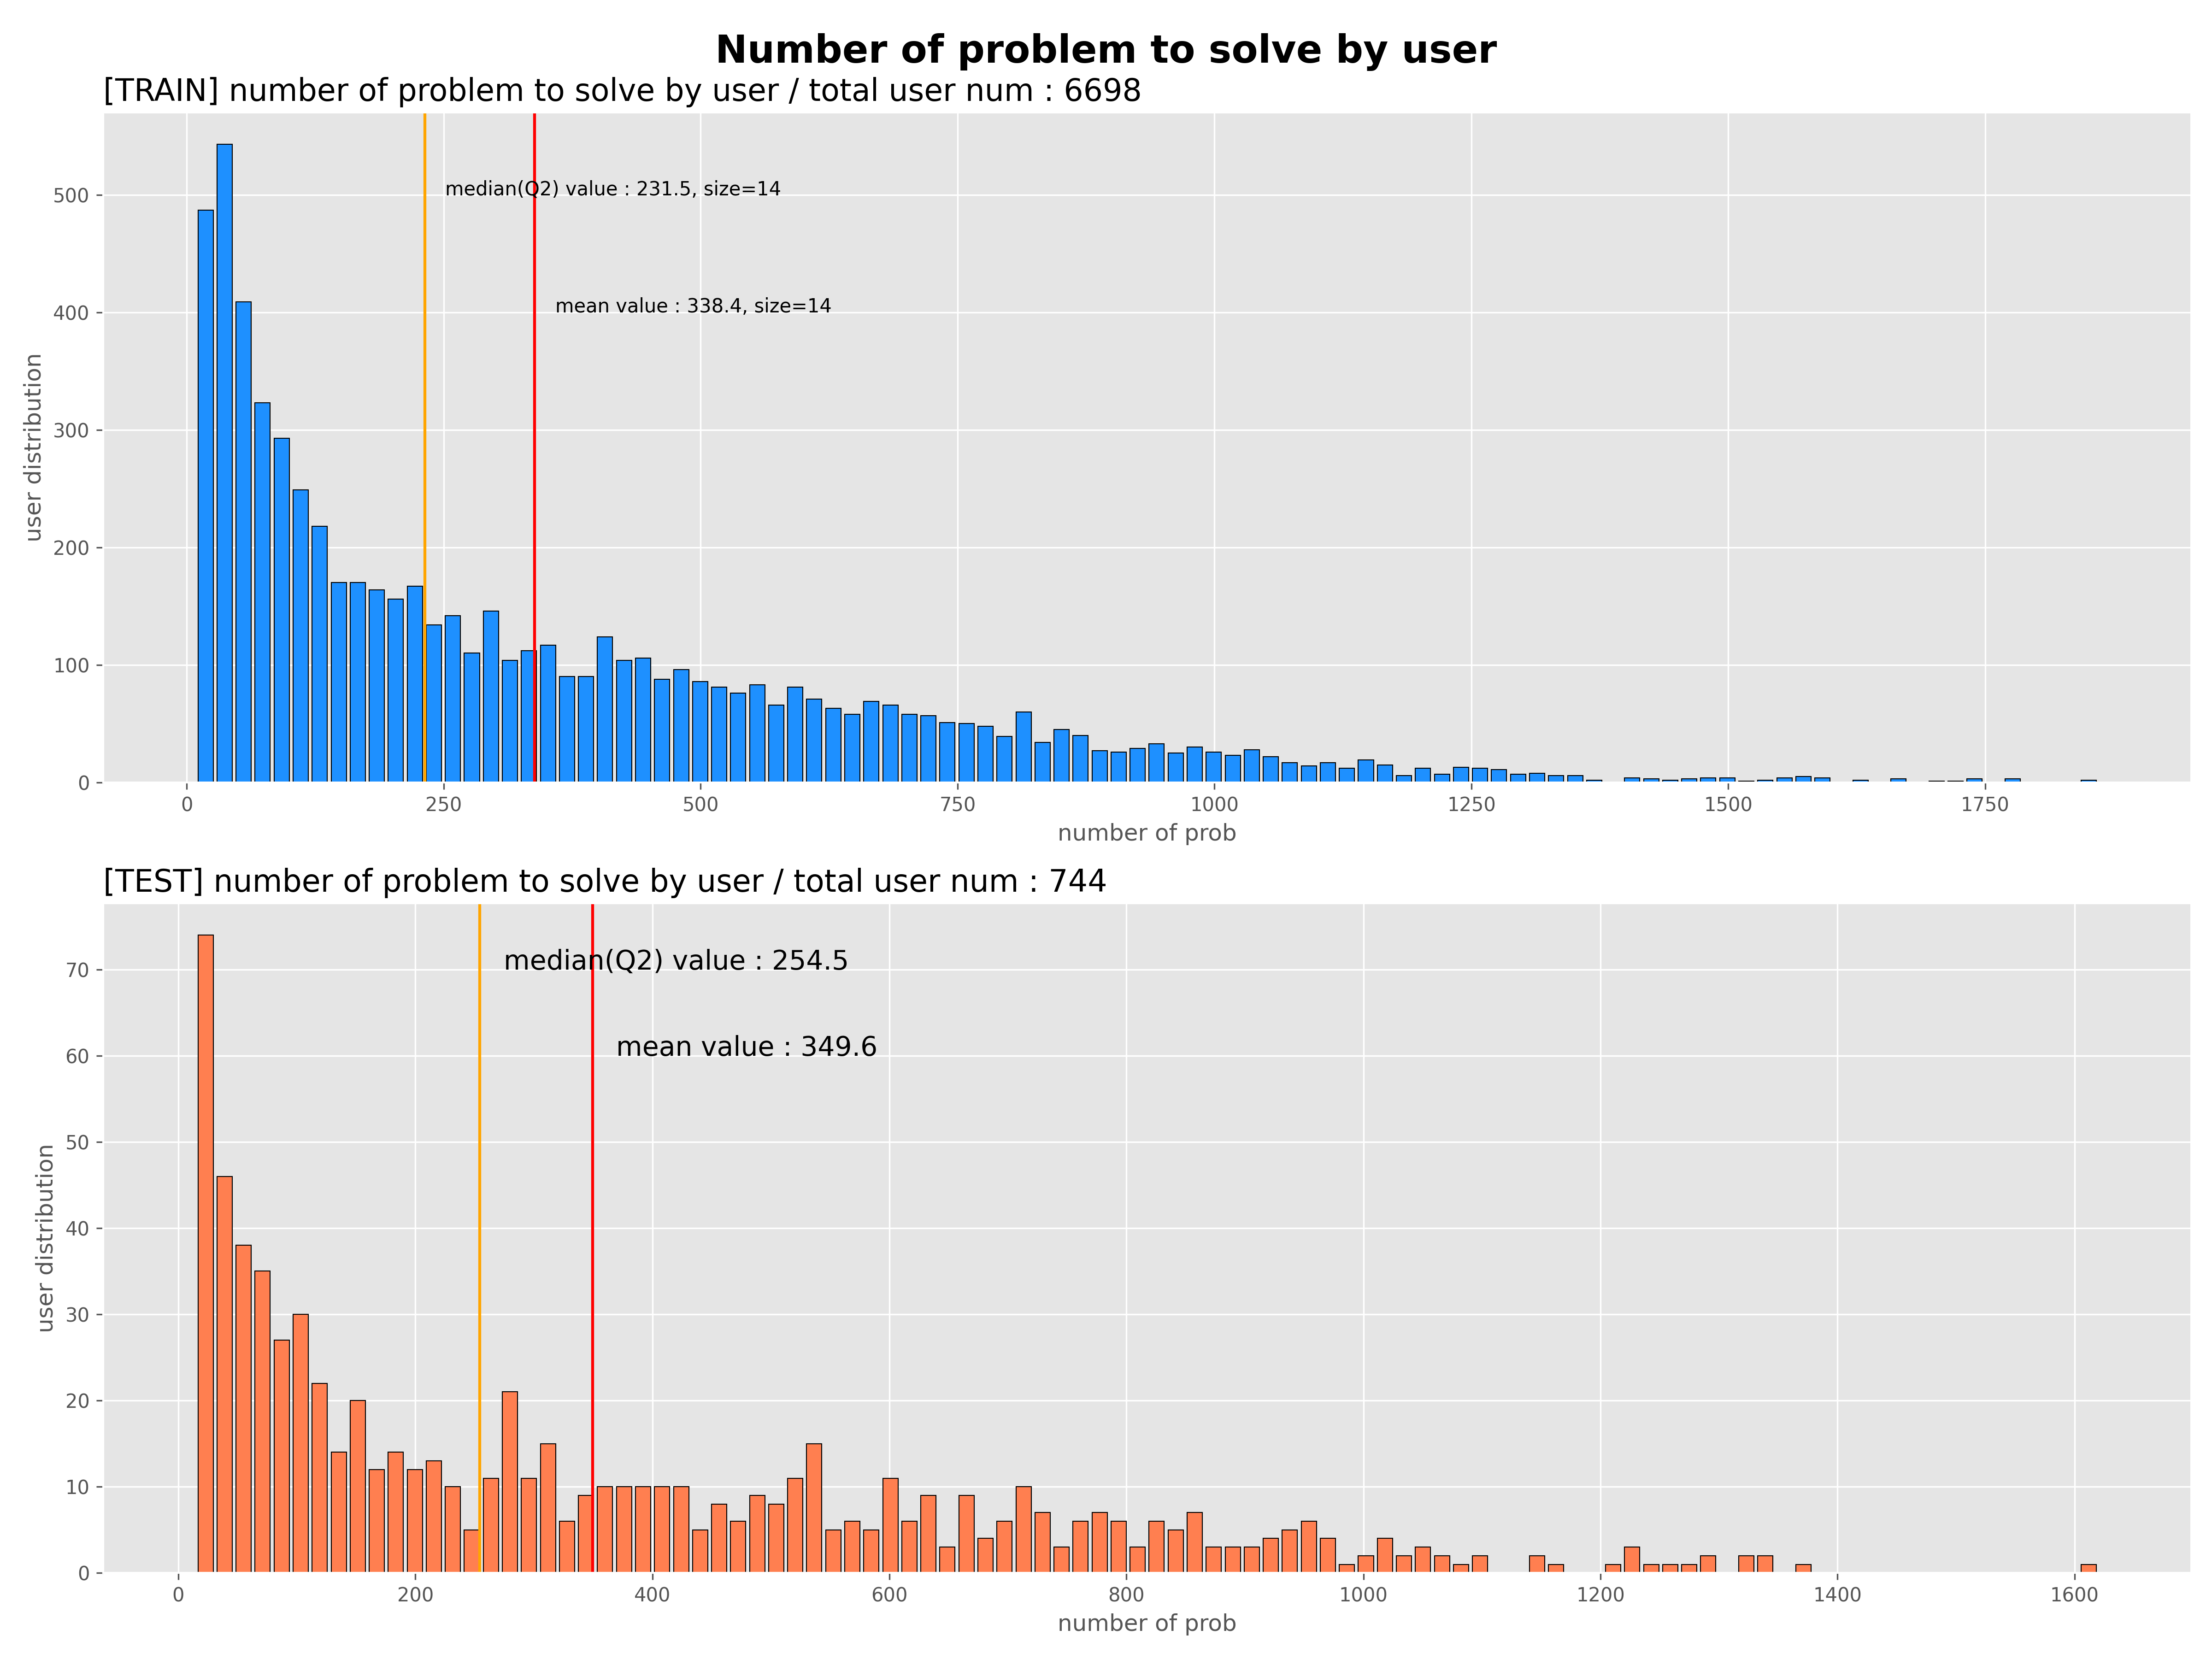 Number of problem to solve by user
[TRAIN] number of problem to solve by user / total user num : 6698
500
400
300
200
100
0
user distribution
median(Q2) value : 231.5, size=14
mean value : 338.4, size=14
0 250 500 750 1000 1250 1500 1750
number of prob
[TEST] number of problem to solve by user / total user num : 744
70
60
50
40
30
20
10
0
user distribution
median(Q2) value : 254.5
mean value : 349.6
0 200 400 600 800 1000 1200 1400 1600
number of prob